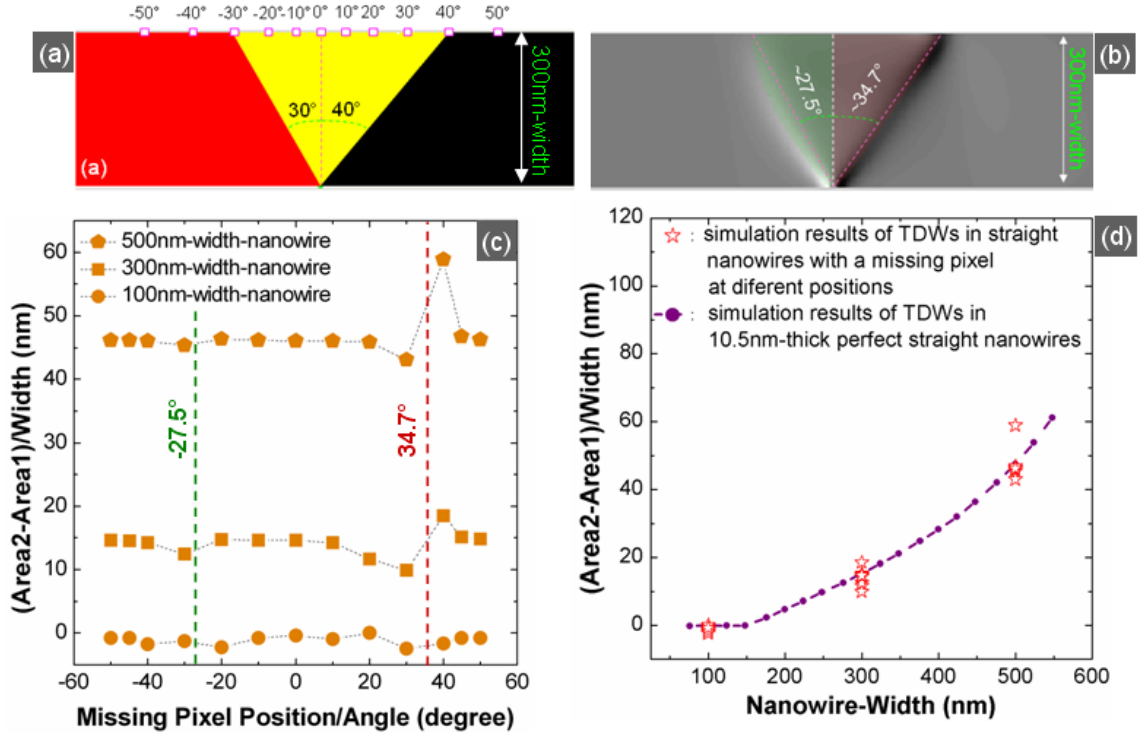 -50° -40° -30° -20° -10° 0° 10° 20° 30° 40° 50°
(a)
30° 40°
300nm-width
(a)
(b)
~27.5°
~34.7°
300nm-width
(c)
500nm-width-nanowire
300nm-width-nanowire
100nm-width-nanowire
-27.5°
34.7°
60
50
40
30
20
10
0
(Area2-Area1)/Width (nm)
-60 -40 -20 0 20 40 60
Missing Pixel Position/Angle (degree)
(d)
: simulation results of TDWs in straight
nanowires with a missing pixel
at diferent positions
: simulation results of TDWs in
10.5nm-thick perfect straight nanowires
120
100
80
60
40
20
0
(Area2-Area1)/Width (nm)
100 200 300 400 500 600
Nanowire-Width (nm)